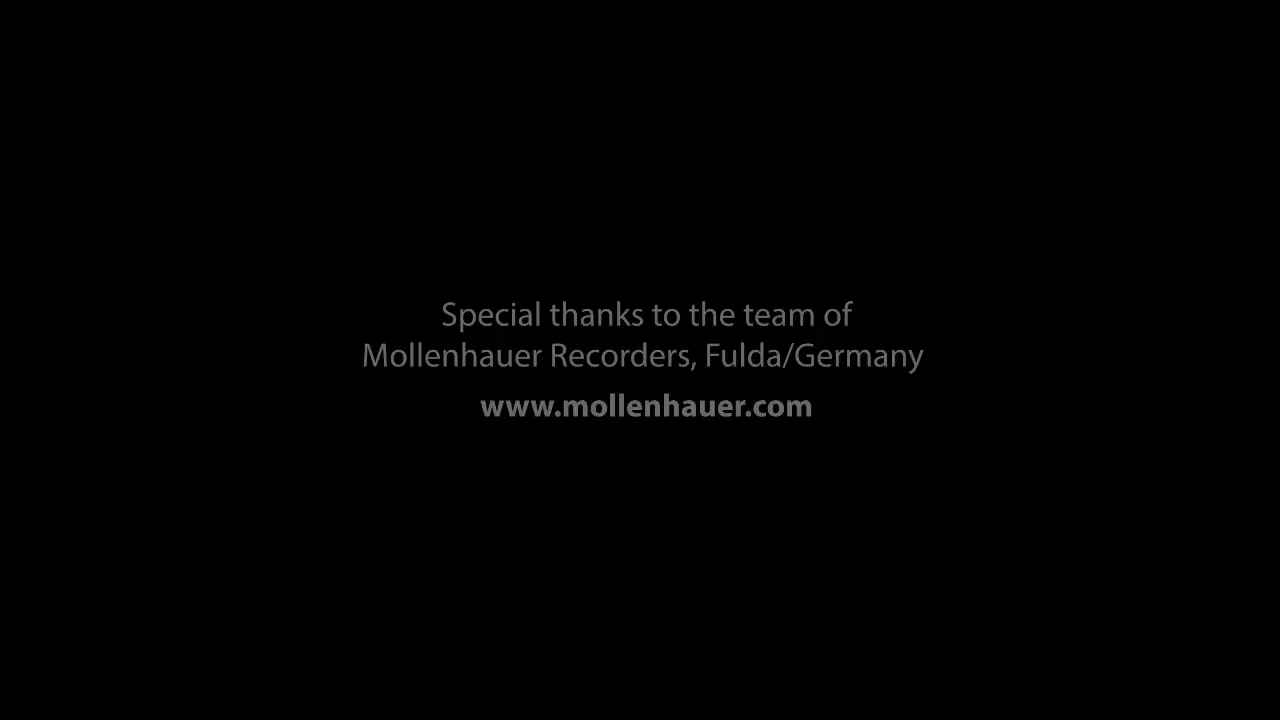 Special thanks to the team of
Mollenhauer Recorders, Fulda/Germany
www.mollenhauer.com